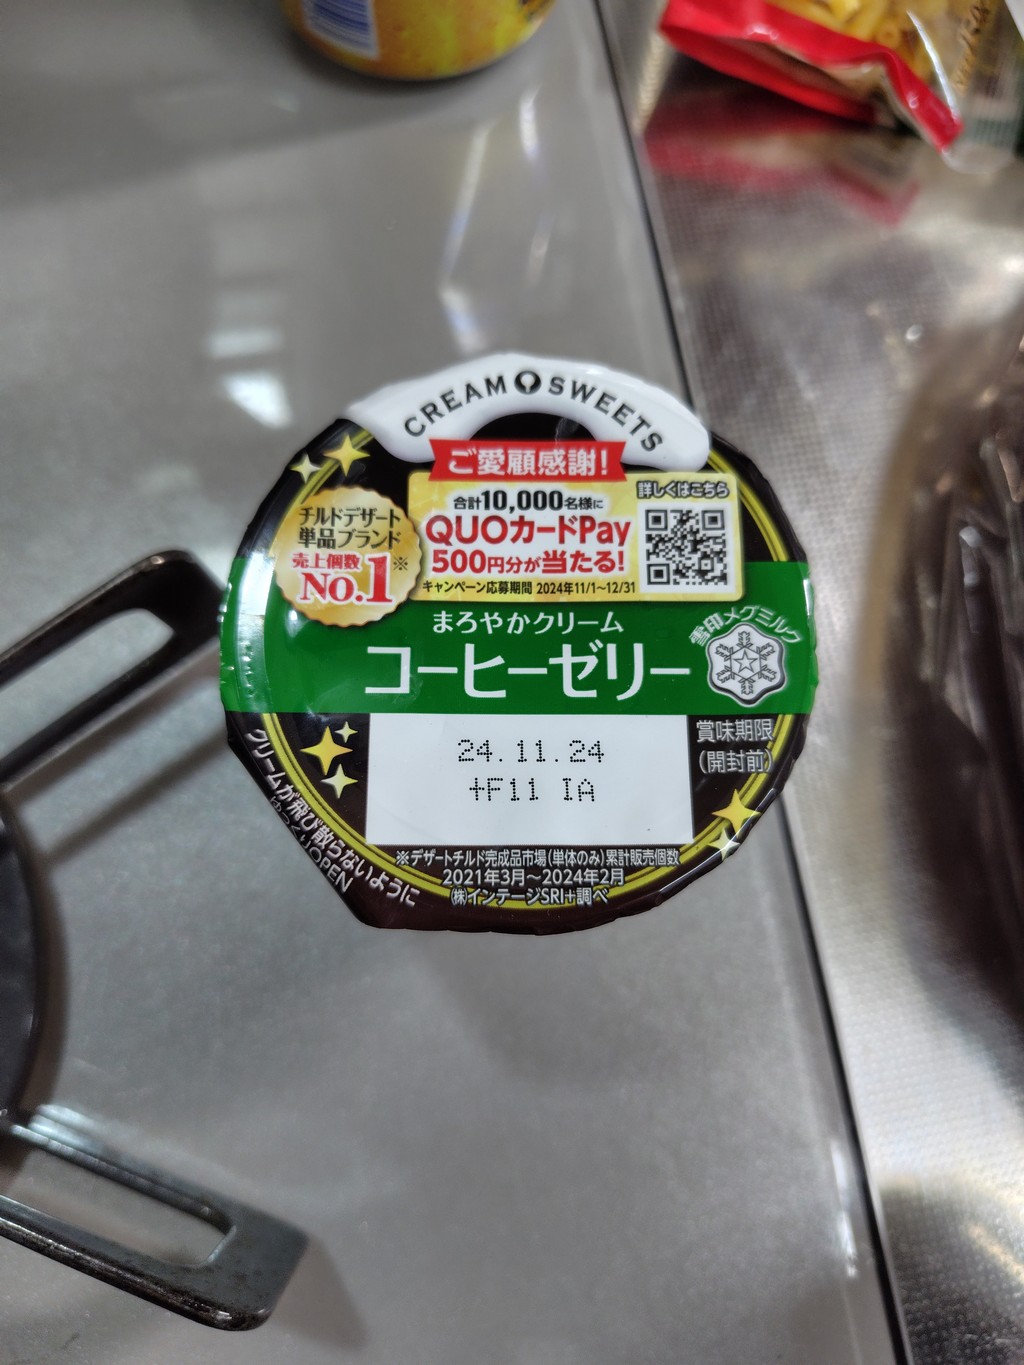 CREAM SWEETS
ご愛顧感謝!
合計10,000名様に
QUOカードPay
500円分が当たる!
キャンペーン応募期間 2024年11/1〜12/31
詳しくはこちら
チルドデザート
単品ブランド
売上個数※
No.1
まろやかクリーム
コーヒーゼリー
雪印メグミルク
24.11.24
+F11 IA
賞味期限
(開封前)
クリームが飛び散らないように
ゆっくりOPEN
※デザートチルド完成品市場(単体のみ)累計販売個数
2021年3月〜2024年2月
(株)インテージSRI+調べ